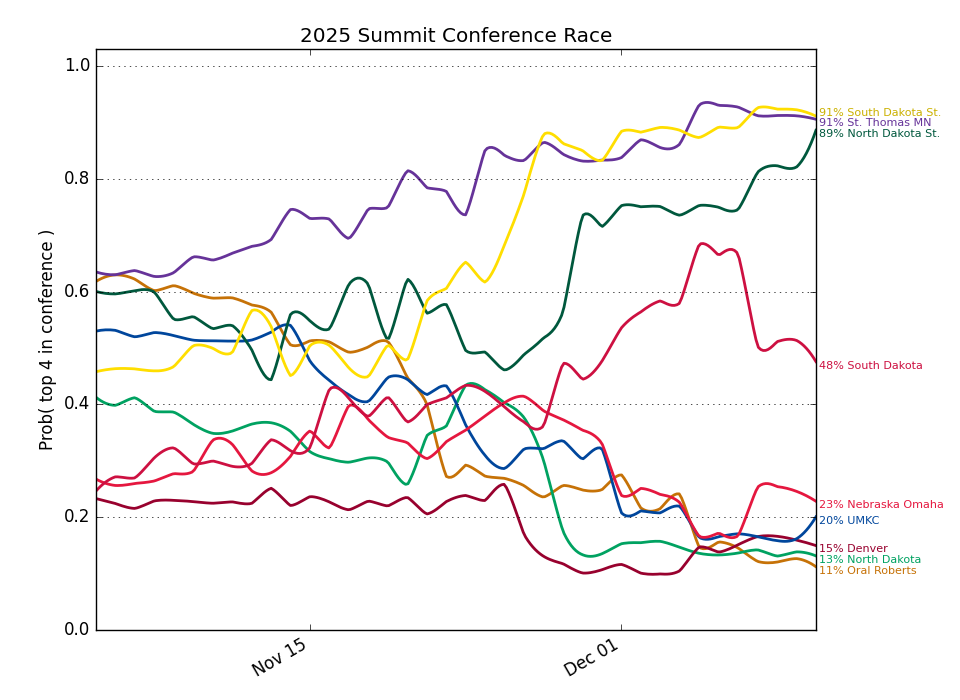 2025 Summit Conference Race
1.0
0.8
0.6
0.4
0.2
0.0
Prob( top 4 in conference )
Nov 15
Dec 01
91% South Dakota St.
91% St. Thomas MN
89% North Dakota St.
48% South Dakota
23% Nebraska Omaha
20% UMKC
15% Denver
13% North Dakota
11% Oral Roberts